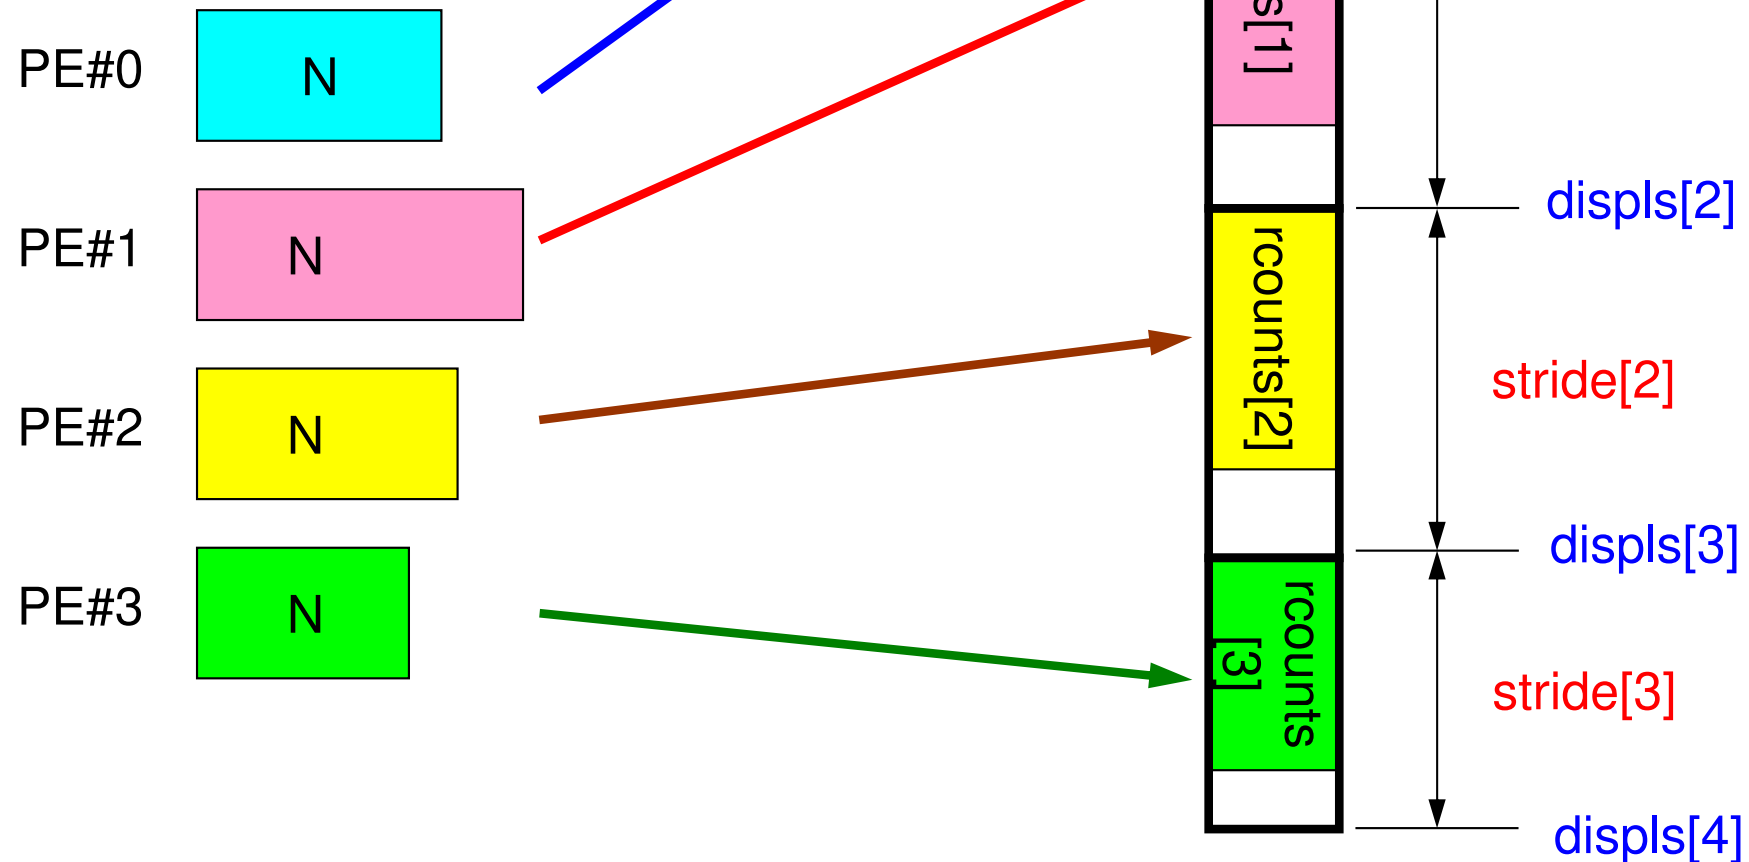 PE#0
N
PE#1
N
PE#2
N
PE#3
N
s[1]
rcounts[2]
rcounts
[3]
displs[2]
stride[2]
displs[3]
stride[3]
displs[4]